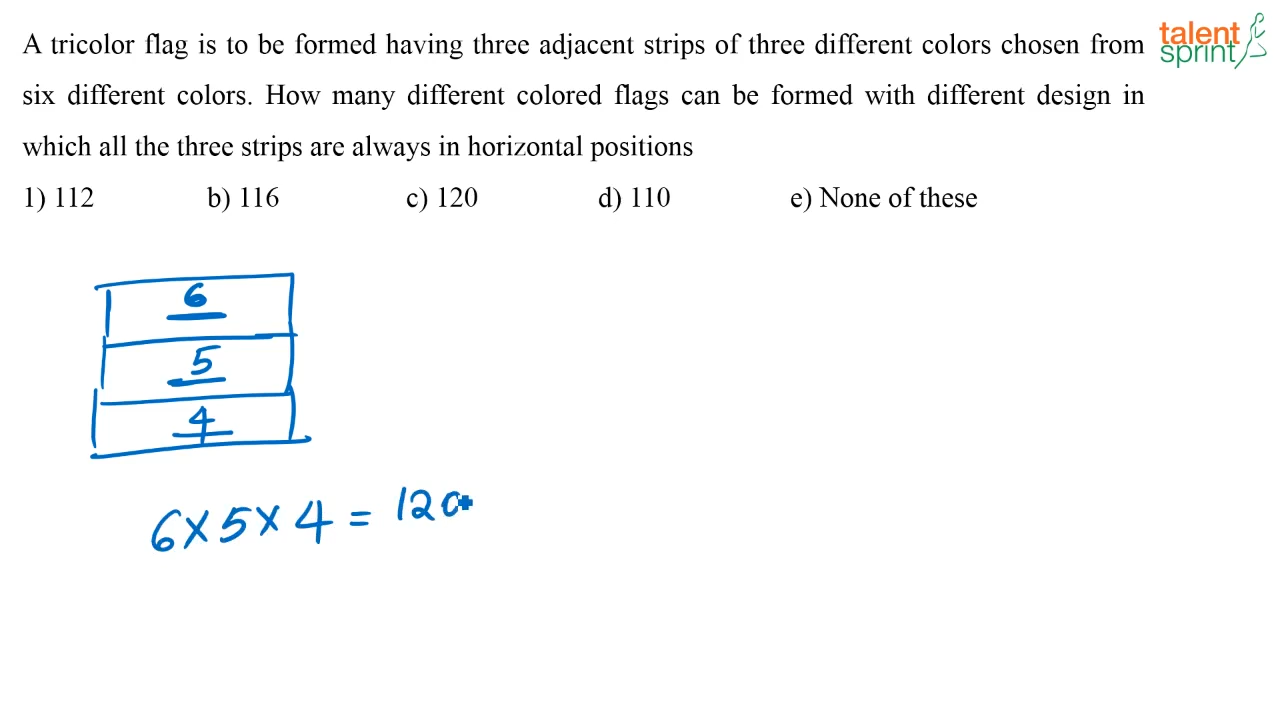 talent
sprint
A tricolor flag is to be formed having three adjacent strips of three different colors chosen from
six different colors. How many different colored flags can be formed with different design in
which all the three strips are always in horizontal positions
1) 112 b) 116 c) 120 d) 110 e) None of these
6
5
4
6 × 5 × 4 = 120